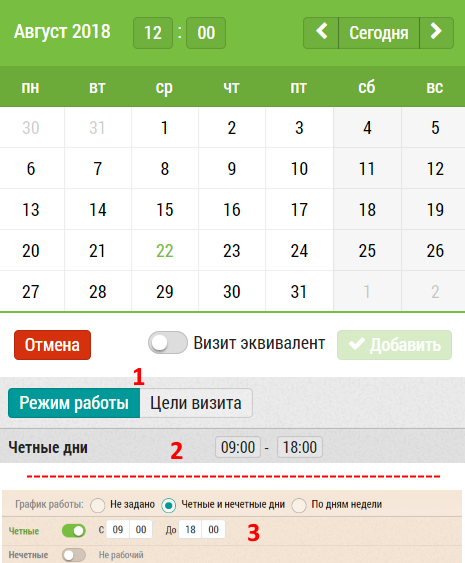 Август 2018 12 : 00 Сегодня
пн вт ср чт пт сб вс
30 31 1 2 3 4 5
6 7 8 9 10 11 12
13 14 15 16 17 18 19
20 21 22 23 24 25 26
27 28 29 30 31 1 2
Отмена Визит эквивалент Добавить
1
Режим работы Цели визита
Четные дни 2 09:00 - 18:00
График работы: Не задано Четные и нечетные дни По дням недели
Четные С 09 00 До 18 00 3
Нечетные Не рабочий